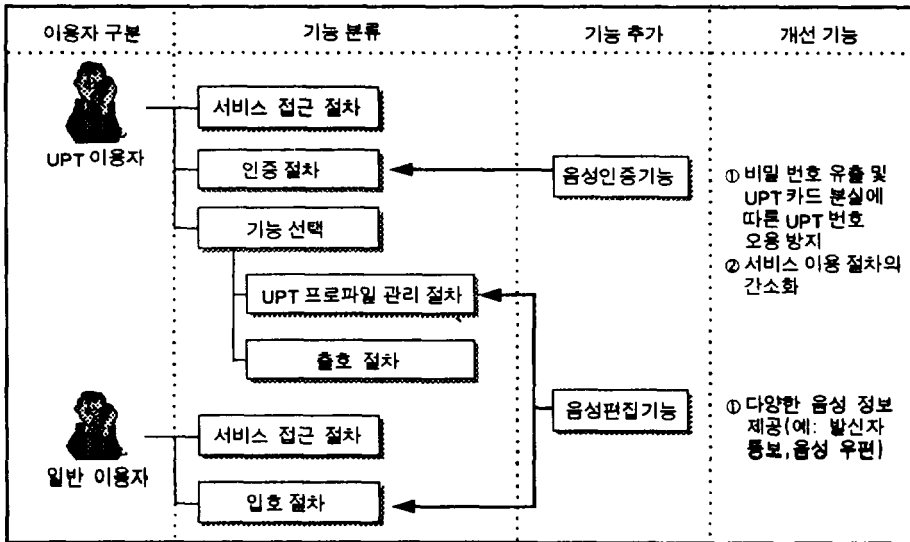 이용자 구분
기능 분류
기능 추가
개선 기능
UPT 이용자
서비스 접근 절차
인증 절차
음성인증기능
기능 선택
UPT 프로파일 관리 절차
출호 절차
① 비밀 번호 유출 및
UPT 카드 분실에
따른 UPT 번호
오용 방지
② 서비스 이용 절차의
간소화
일반 이용자
서비스 접근 절차
입호 절차
음성편집기능
① 다양한 음성 정보
제공(예: 발신자
통보,음성 우편)